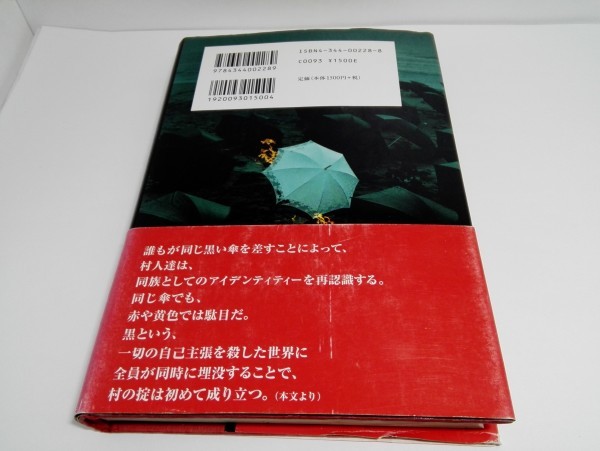 ISBN4-344-00228-8
C0093 ¥1500E
定価(本体1500円+税)
9784344002289
1920093015004
誰もが同じ黒い傘を差すことによって、
村人達は、
同族としてのアイデンティティーを再認識する。
同じ傘でも、
赤や黄色では駄目だ。
黒という、
一切の自己主張を殺した世界に
全員が同時に埋没することで、
村の掟は初めて成り立つ。(本文より)